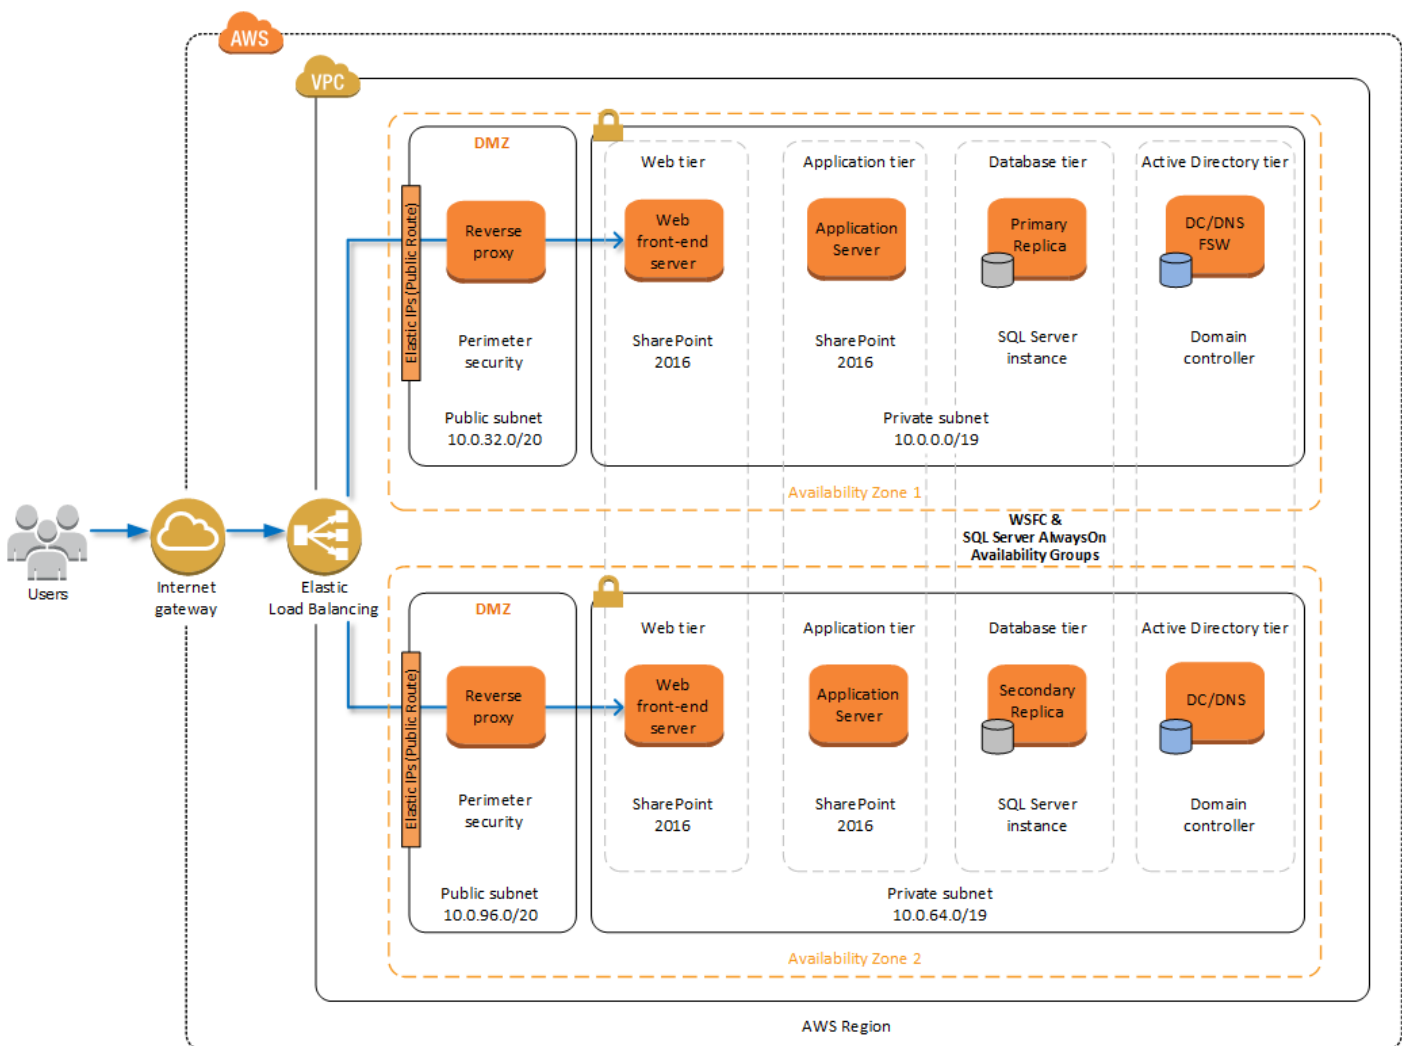 AWS
VPC
DMZ
Web tier
Application tier
Database tier
Active Directory tier
Elastic IPs (Public Route)
Reverse
proxy
Web
front-end
server
Application
Server
Primary
Replica
DC/DNS
FSW
Perimeter
security
SharePoint
2016
SharePoint
2016
SQL Server
instance
Domain
controller
Public subnet
10.0.32.0/20
Private subnet
10.0.0.0/19
Availability Zone 1
WSFC &
SQL Server AlwaysOn
Availability Groups
Users
Internet
gateway
Elastic
Load Balancing
DMZ
Web tier
Application tier
Database tier
Active Directory tier
Elastic IPs (Public Route)
Reverse
proxy
Web
front-end
server
Application
Server
Secondary
Replica
DC/DNS
Perimeter
security
SharePoint
2016
SharePoint
2016
SQL Server
instance
Domain
controller
Public subnet
10.0.96.0/20
Private subnet
10.0.64.0/19
Availability Zone 2
AWS Region